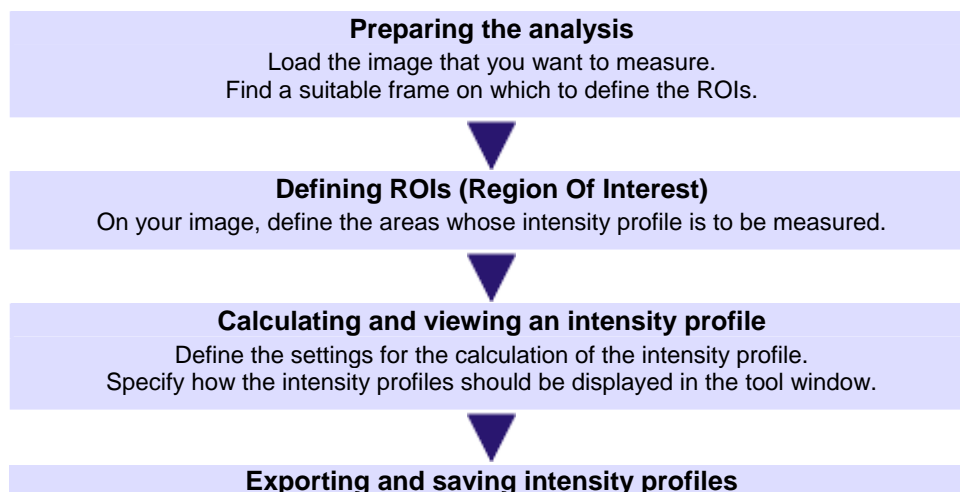 Preparing the analysis
Load the image that you want to measure.
Find a suitable frame on which to define the ROIs.
Defining ROIs (Region Of Interest)
On your image, define the areas whose intensity profile is to be measured.
Calculating and viewing an intensity profile
Define the settings for the calculation of the intensity profile.
Specify how the intensity profiles should be displayed in the tool window.
Exporting and saving intensity profiles